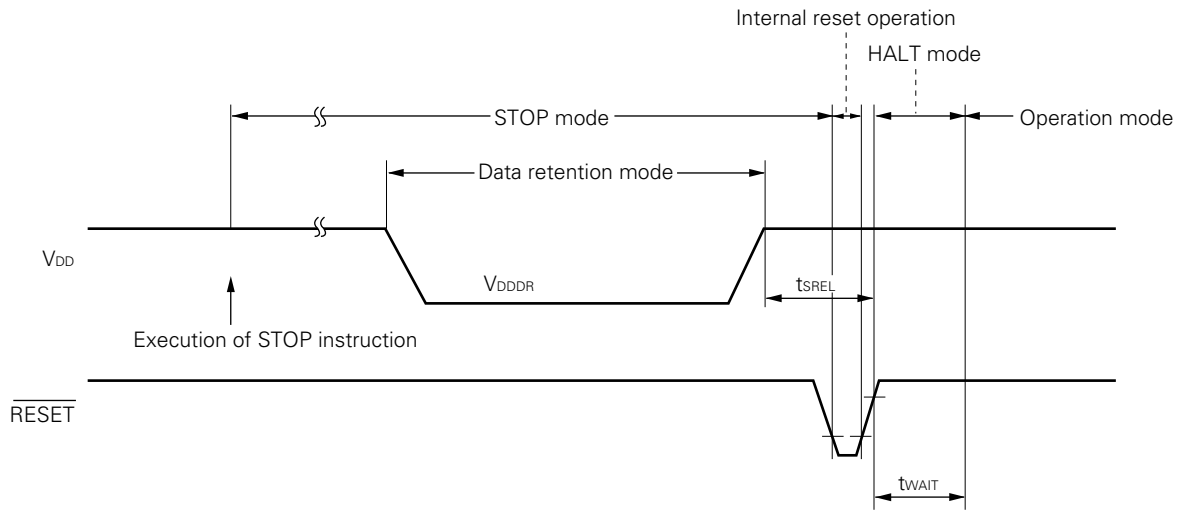 Internal reset operation
HALT mode
STOP mode
Operation mode
Data retention mode
VDD
VDDDR
tSREL
Execution of STOP instruction
RESET
tWAIT